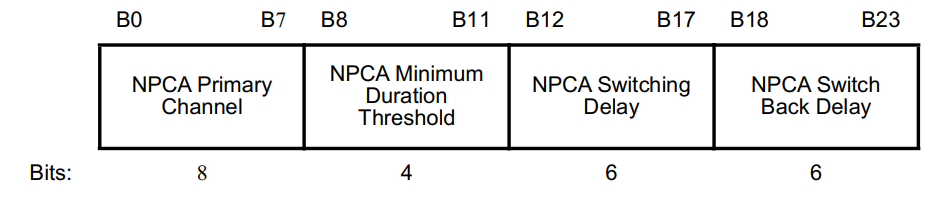 B0 B7 B8 B11 B12 B17 B18 B23
NPCA Primary Channel
NPCA Minimum Duration Threshold
NPCA Switching Delay
NPCA Switch Back Delay
Bits: 8 4 6 6